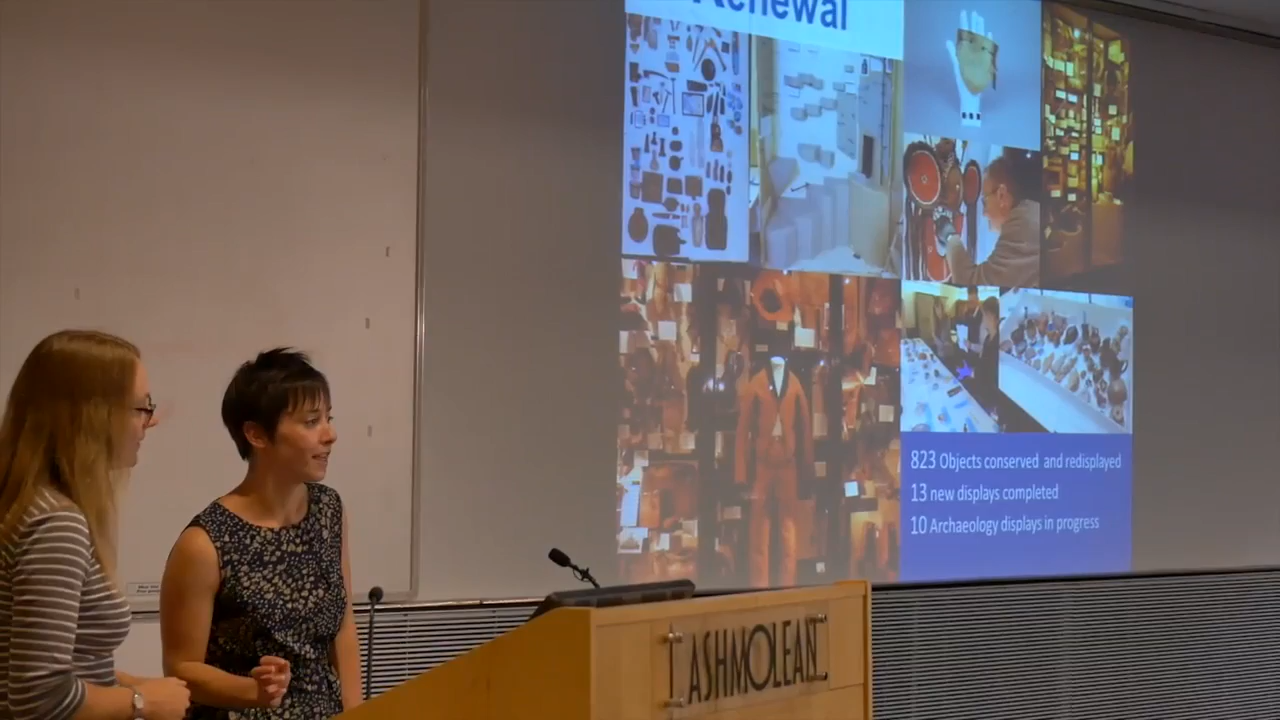 Renewal
823 Objects conserved and redisplayed
13 new displays completed
10 Archaeology displays in progress
ASHMOLEAN